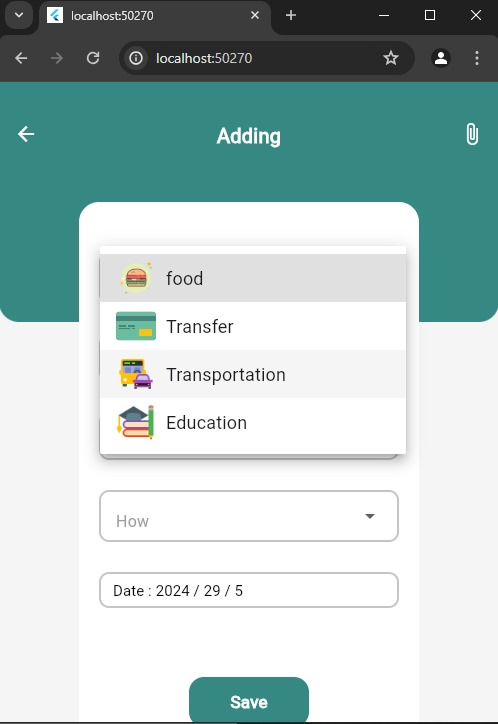 localhost:50270
localhost:50270
Adding
food
Transfer
Transportation
Education
How
Date : 2024 / 29 / 5
Save